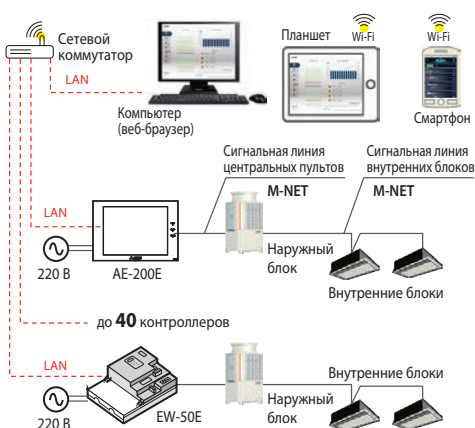 Сетевой
коммутатор
LAN
Компьютер
(веб-браузер)
Планшет
Wi-Fi
Wi-Fi
Смартфон
Сигнальная линия
центральных пультов
M-NET
Сигнальная линия
внутренних блоков
M-NET
LAN
220 В
AE-200E
Наружный
блок
Внутренние блоки
до 40 контроллеров
LAN
220 В
EW-50E
Наружный
блок
Внутренние блоки